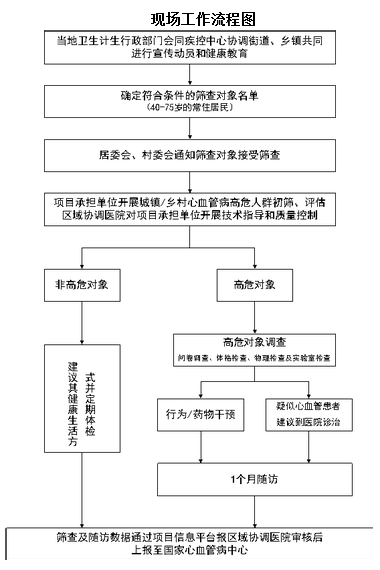 现场工作流程图
当地卫生计生行政部门会同疾控中心协调街道、乡镇共同
进行宣传动员和健康教育
确定符合条件的筛查对象名单
（40-75岁的常住居民）
居委会、村委会通知筛查对象接受筛查
项目承担单位开展城镇/乡村心血管病高危人群初筛、评估
区域协调医院对项目承担单位开展技术指导和质量控制
非高危对象
高危对象
高危对象调查
问卷调查、体格检查、物理检查及实验室检查
建议其健康生活方
式并定期体检
行为/药物干预
疑似心血管患者
建议到医院诊治
1个月随访
筛查及随访数据通过项目信息平台报区域协调医院审核后
上报至国家心血管病中心